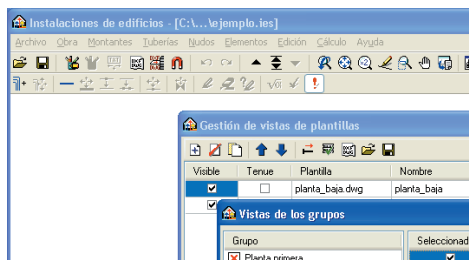 Instalaciones de edificios - [C:\...\ejemplo.ies]
Archivo Obra Montantes Tuberías Nudos Elementos Edición Cálculo Ayuda
Gestión de vistas de plantillas
Visible Tenue Plantilla Nombre
planta_baja.dwg planta_baja
Vistas de los grupos
Grupo Seleccionad
Planta primera